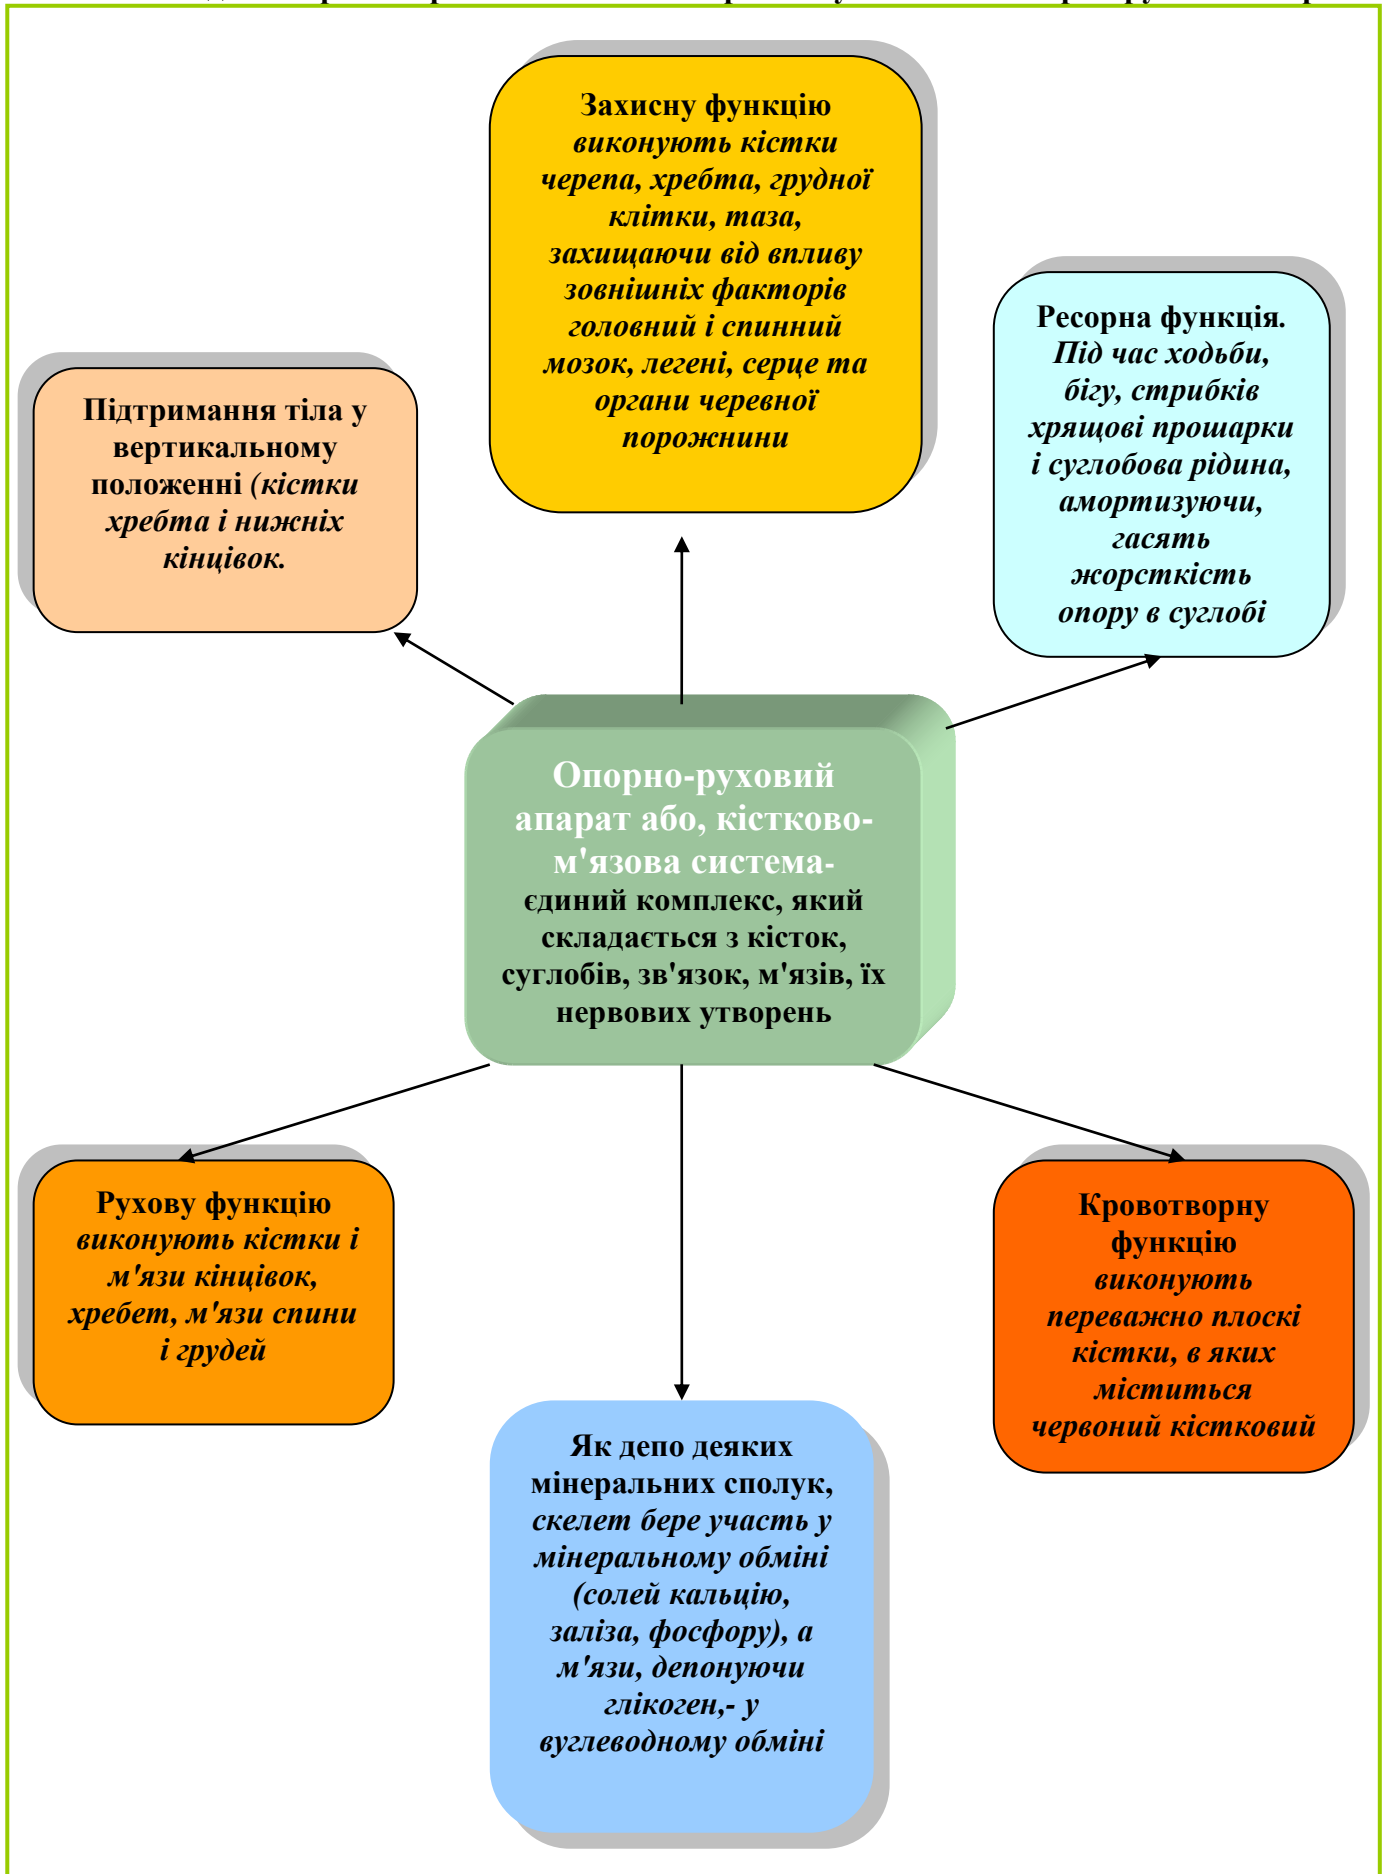 Захисну функцію
виконують кістки
черепа, хребта, грудної
клітки, таза,
захищаючи від впливу
зовнішніх факторів
головний і спинний
мозок, легені, серце та
органи черевної
порожнини
Ресорна функція.
Під час ходьби,
бігу, стрибків
хрящові прошарки
і суглобова рідина,
амортизуючи,
гасять
жорсткість
опору в суглобі
Підтримання тіла у
вертикальному
положенні (кістки
хребта і нижніх
кінцівок.
Опорно-руховий
апарат або, кістково-
м'язова система-
єдиний комплекс, який
складається з кісток,
суглобів, зв'язок, м'язів, їх
нервових утворень
Рухову функцію
виконують кістки і
м'язи кінцівок,
хребет, м'язи спини
і грудей
Кровотворну
функцію
виконують
переважно плоскі
кістки, в яких
міститься
червоний кістковий
Як депо деяких
мінеральних сполук,
скелет бере участь у
мінеральному обміні
(солей кальцію,
заліза, фосфору), а
м'язи, депонуючи
глікоген,- у
вуглеводному обміні